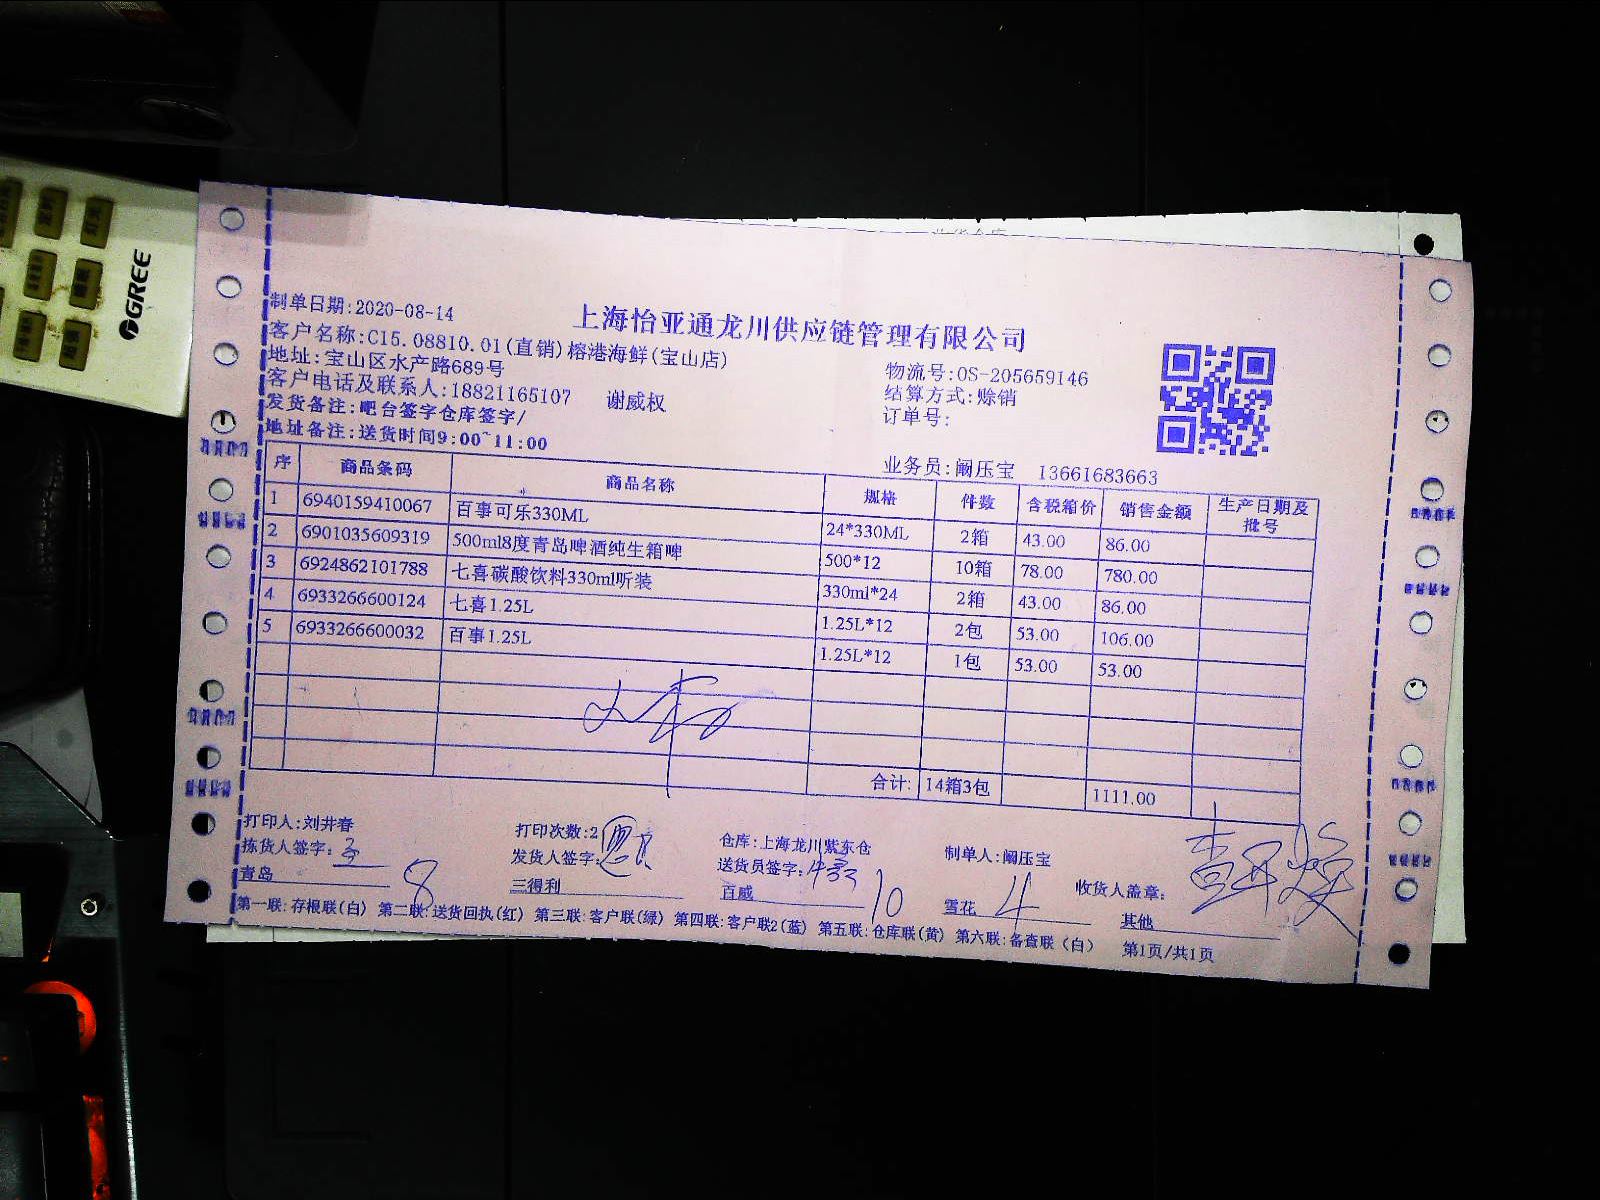 GREE
制单日期:2020-08-14
上海怡亚通龙川供应链管理有限公司
客户名称:C15.08810.01(直销)榕港海鲜(宝山店)
地址:宝山区水产路689号
物流号:OS-205659146
客户电话及联系人:18821165107 谢威权
结算方式:赊销
发货备注:吧台签字仓库签字/
订单号:
地址备注:送货时间9:00~11:00
业务员:阚压宝 13661683663
序 商品条码 商品名称 规格 件数 含税箱价 销售金额 生产日期及批号
1 6940159410067 百事可乐330ML 24*330ML 2箱 43.00 86.00
2 6901035609319 500ml8度青岛啤酒纯生箱啤 500*12 10箱 78.00 780.00
3 6924862101788 七喜碳酸饮料330ml听装 330ml*24 2箱 43.00 86.00
4 6933266600124 七喜1.25L 1.25L*12 2包 53.00 106.00
5 6933266600032 百事1.25L 1.25L*12 1包 53.00 53.00
合计: 14箱3包 1111.00
打印人:刘井春 打印次数:2 仓库:上海龙川紫东仓 制单人:阚压宝
拣货人签字: 发货人签字: 送货员签字: 收货人盖章:
青岛 8 三得利 百威 10 雪花 4 其他
第一联:存根联(白) 第二联:送货回执(红) 第三联:客户联(绿) 第四联:客户联2(蓝) 第五联:仓库联(黄) 第六联:备查联(白) 第1页/共1页